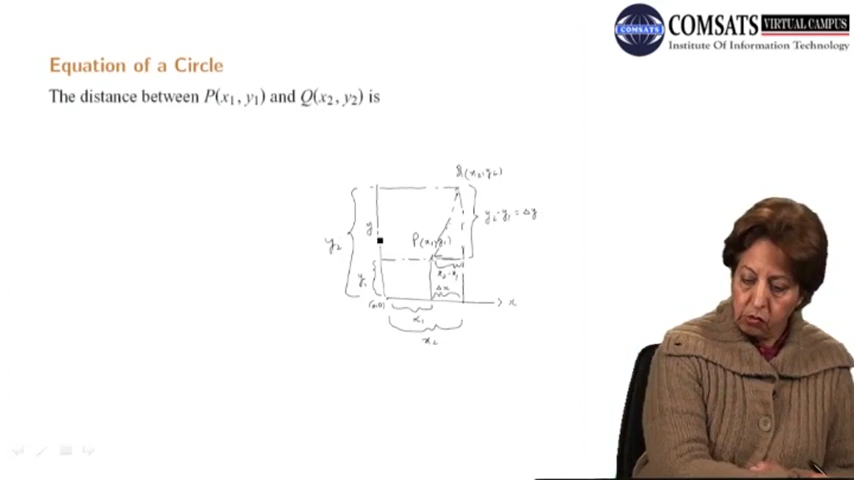 COMSATS VIRTUAL CAMPUS
Institute Of Information Technology
Equation of a Circle
The distance between P(x₁, y₁) and Q(x₂, y₂) is
Q(x₂, y₂)
y₂-y₁ = Δy
y
P(x₁, y₁)
y₂
x₂-x₁
y₁
Δx
(0,0)
x₁
x
x₂